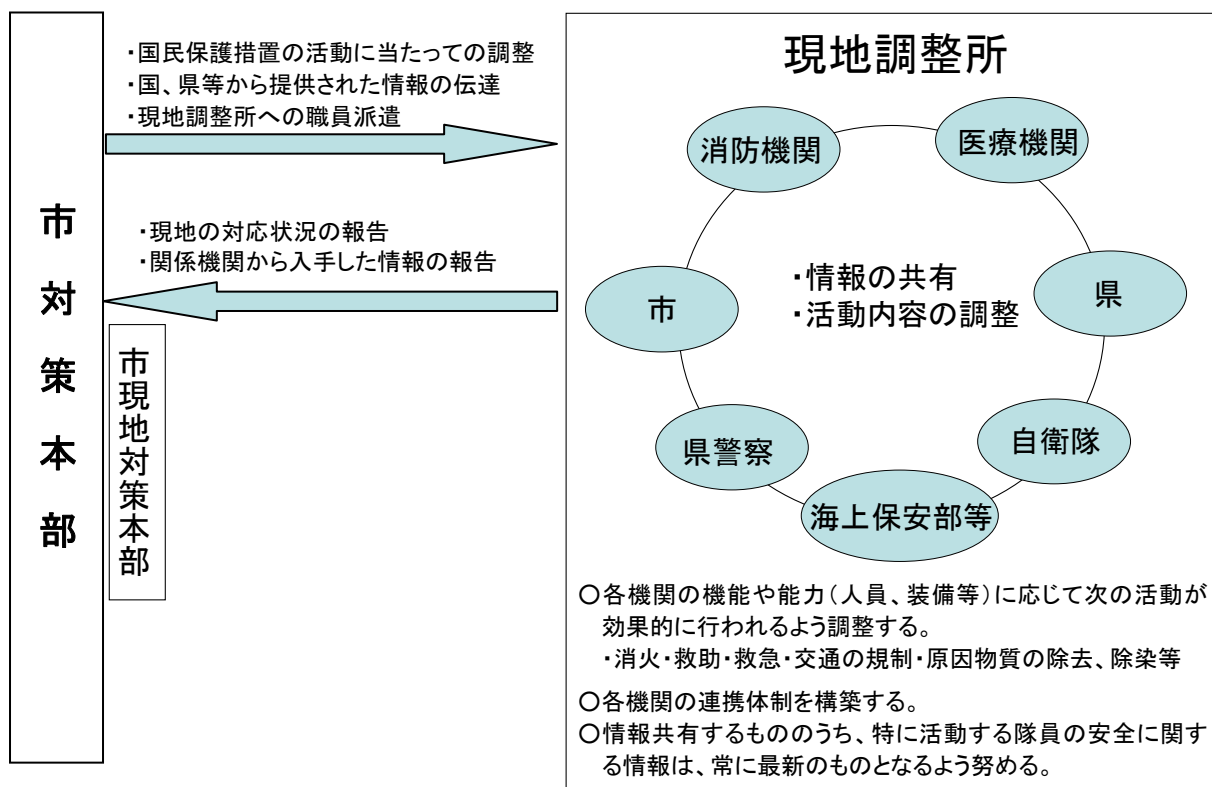 ・国民保護措置の活動に当たっての調整
・国、県等から提供された情報の伝達
・現地調整所への職員派遣
・現地の対応状況の報告
・関係機関から入手した情報の報告
市対策本部
市現地対策本部
現地調整所
消防機関
医療機関
市
県
・情報の共有
・活動内容の調整
県警察
自衛隊
海上保安部等
○各機関の機能や能力(人員、装備等)に応じて次の活動が
効果的に行われるよう調整する。
・消火・救助・救急・交通の規制・原因物質の除去、除染等
○各機関の連携体制を構築する。
○情報共有するもののうち、特に活動する隊員の安全に関す
る情報は、常に最新のものとなるよう努める。